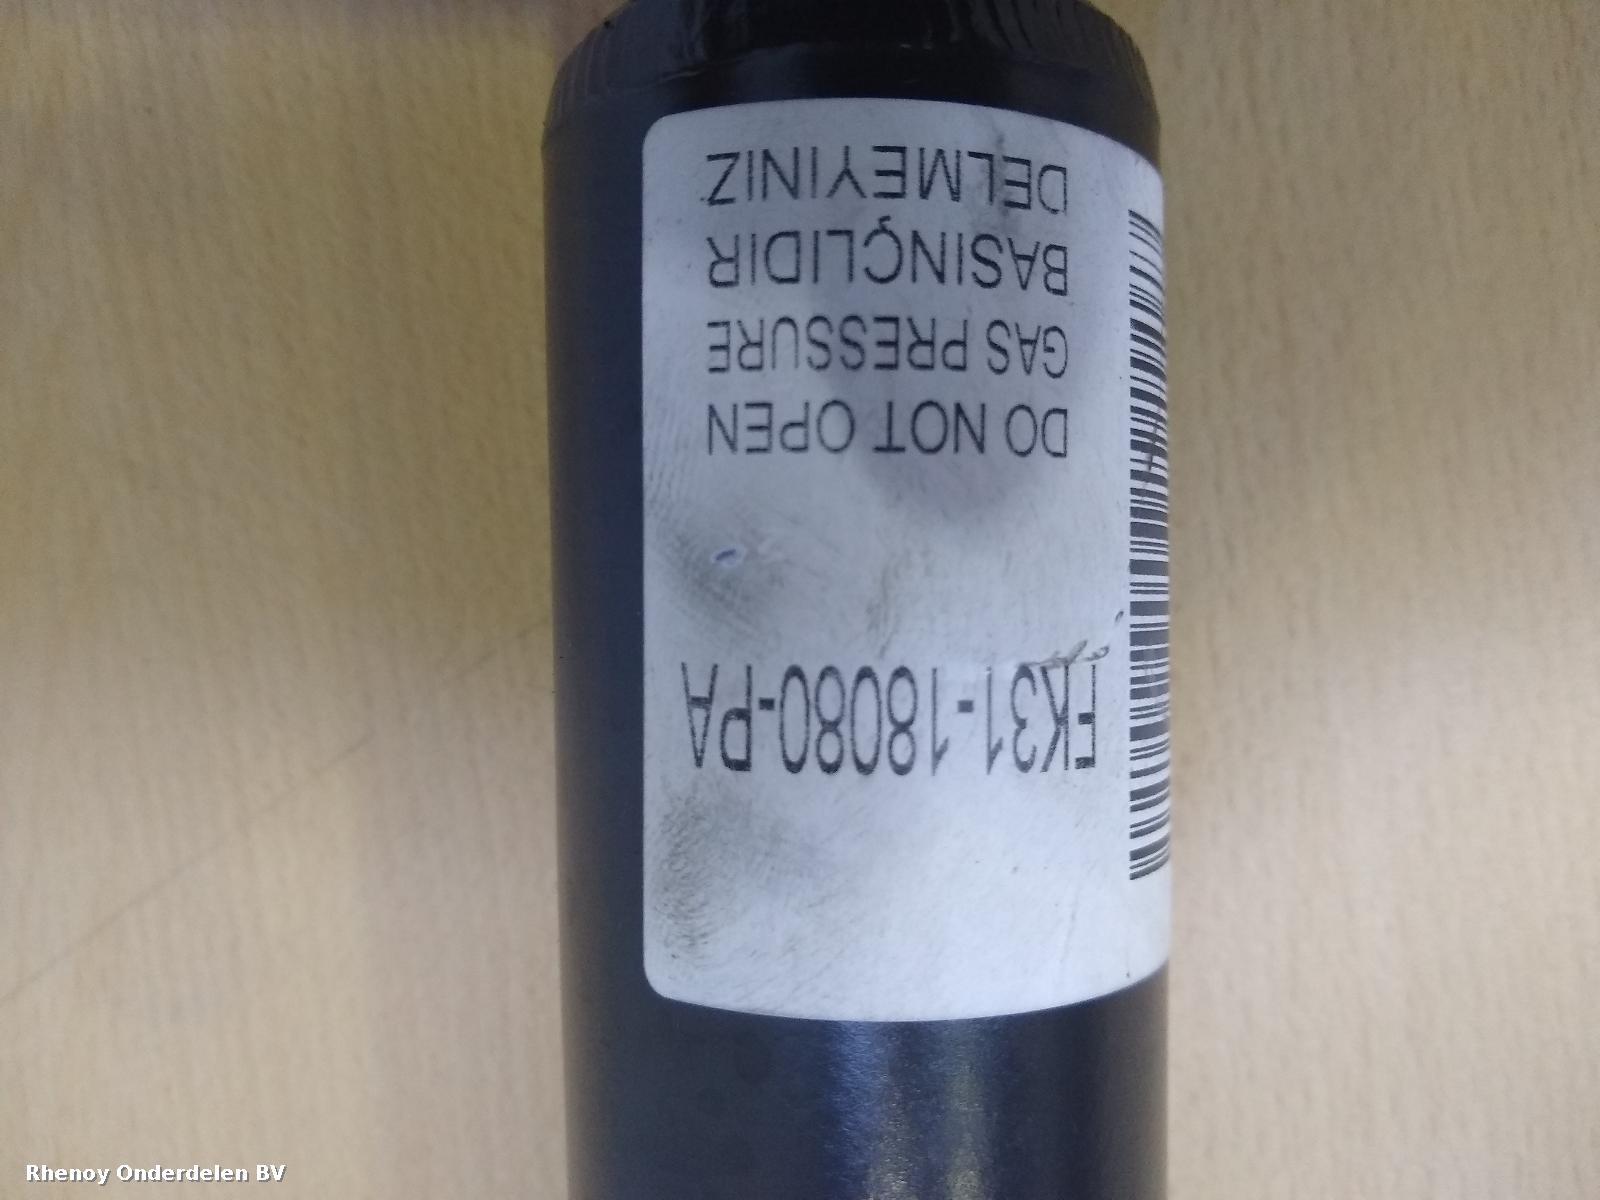 FK31-18080-PA
DO NOT OPEN
GAS PRESSURE
BASINÇLIDIR
DELMEYINIZ
Rhenoy Onderdelen BV